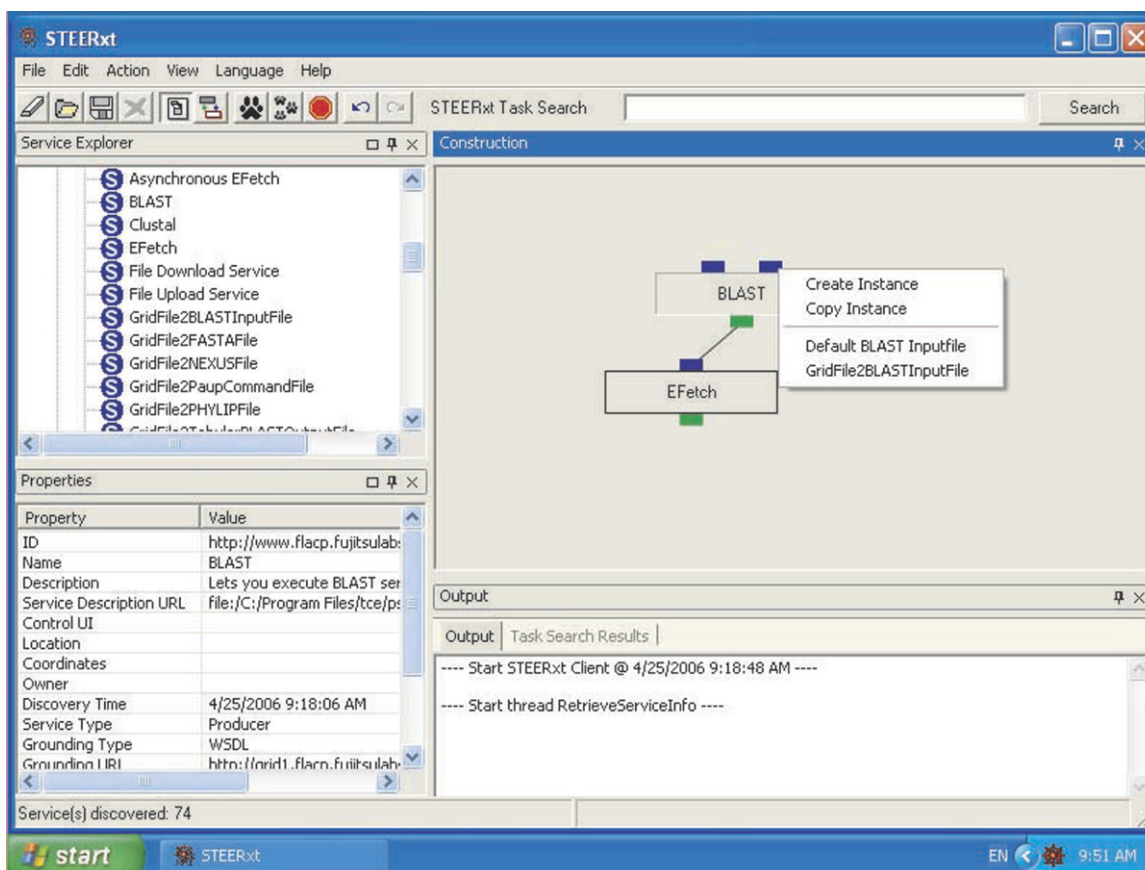 STEERxt
File Edit Action View Language Help
STEERxt Task Search
Search
Service Explorer
Asynchronous EFetch
BLAST
Clustal
EFetch
File Download Service
File Upload Service
GridFile2BLASTInputFile
GridFile2FASTAFile
GridFile2NEXUSFile
GridFile2PaupCommandFile
GridFile2PHYLIPFile
Construction
BLAST
EFetch
Create Instance
Copy Instance
Default BLAST Inputfile
GridFile2BLASTInputFile
Properties
Property Value
ID http://www.flacp.fujitsulabs
Name BLAST
Description Lets you execute BLAST ser
Service Description URL file:/C:/Program Files/tce/ps
Control UI
Location
Coordinates
Owner
Discovery Time 4/25/2006 9:18:06 AM
Service Type Producer
Grounding Type WSDL
Grounding URL http://grid1.flacp.fujitsulab
Output
Output Task Search Results
---- Start STEERxt Client @ 4/25/2006 9:18:48 AM ----
---- Start thread RetrieveServiceInfo ----
Service(s) discovered: 74
start STEERxt EN 9:51 AM